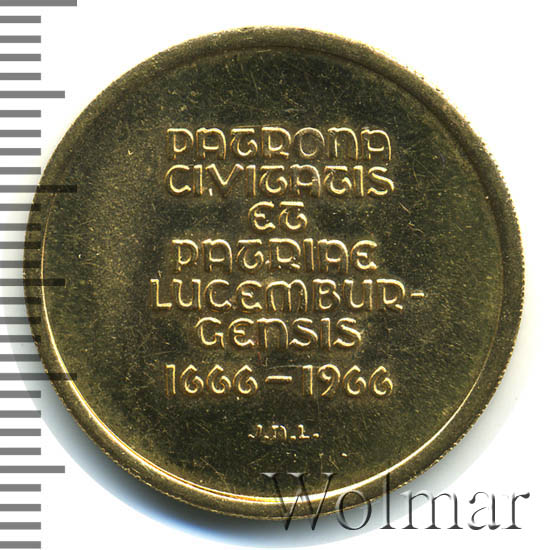 PATRONA
CIVITATIS
ET
PATRIAE
LUCEMBUR-
GENSIS
1666-1966
J.N.L.
Wolmar